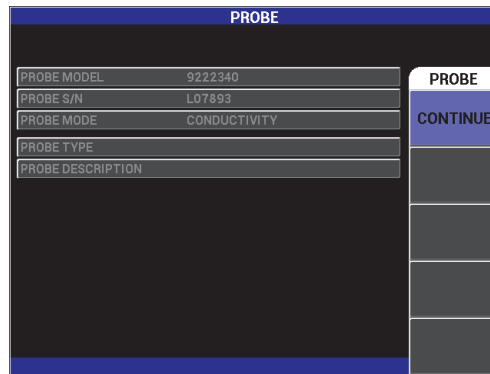 PROBE
PROBE MODEL 9222340
PROBE S/N L07893
PROBE MODE CONDUCTIVITY
PROBE TYPE
PROBE DESCRIPTION
PROBE
CONTINUE